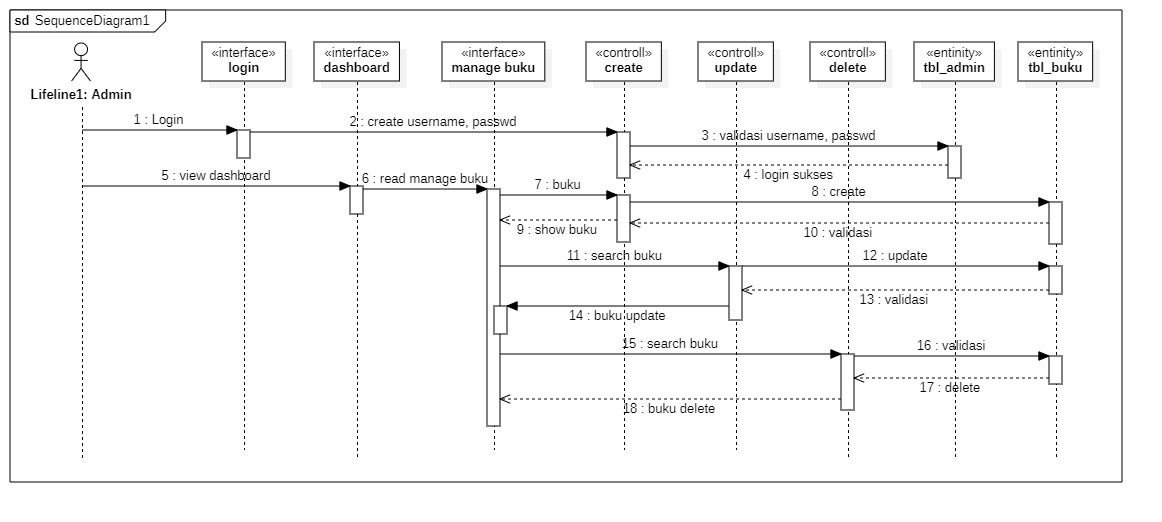 sd SequenceDiagram1
«interface» «interface» «interface» «controll» «controll» «controll» «entinity» «entinity»
login dashboard manage buku create update delete tbl_admin tbl_buku
Lifeline1: Admin
1 : Login
2 : create username, passwd
3 : validasi username, passwd
4 : login sukses
5 : view dashboard
6 : read manage buku
7 : buku
8 : create
9 : show buku
10 : validasi
11 : search buku
12 : update
13 : validasi
14 : buku update
15 : search buku
16 : validasi
17 : delete
18 : buku delete